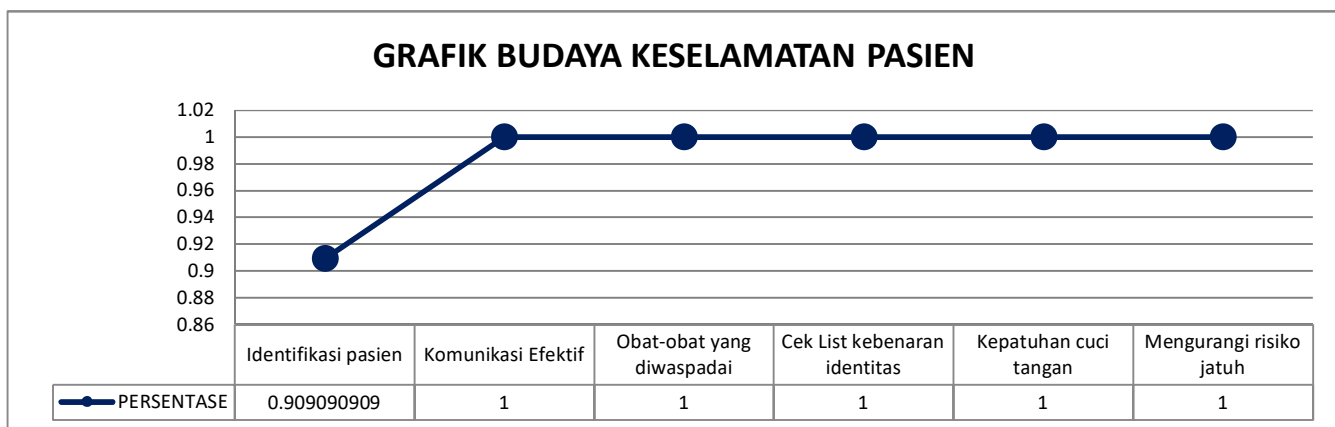 GRAFIK BUDAYA KESELAMATAN PASIEN
1.02
1
0.98
0.96
0.94
0.92
0.9
0.88
0.86
Identifikasi pasien
Komunikasi Efektif
Obat-obat yang
diwaspadai
Cek List kebenaran
identitas
Kepatuhan cuci
tangan
Mengurangi risiko
jatuh
PERSENTASE 0.909090909 1 1 1 1 1